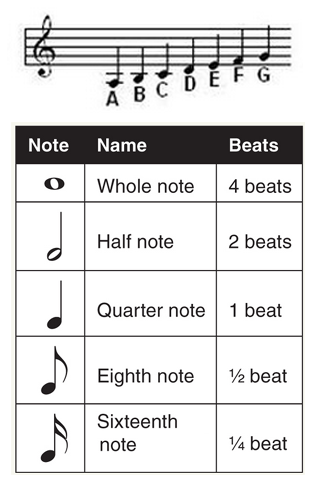 A B C D E F G
Note Name Beats
Whole note 4 beats
Half note 2 beats
Quarter note 1 beat
Eighth note ½ beat
Sixteenth
note ¼ beat